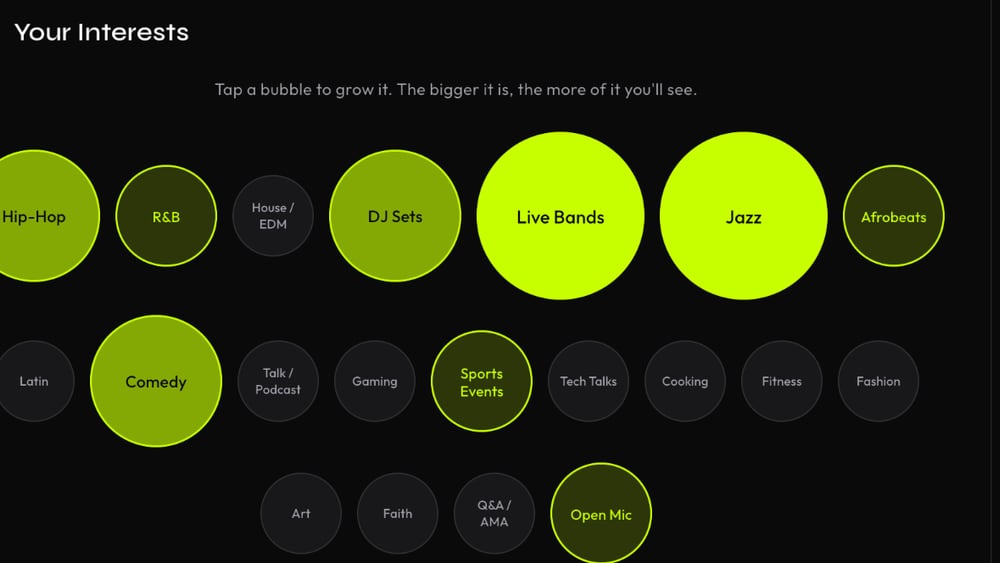 Your Interests
Tap a bubble to grow it. The bigger it is, the more of it you'll see.
Hip-Hop
R&B
House /
EDM
DJ Sets
Live Bands
Jazz
Afrobeats
Latin
Comedy
Talk /
Podcast
Gaming
Sports
Events
Tech Talks
Cooking
Fitness
Fashion
Art
Faith
Q&A /
AMA
Open Mic